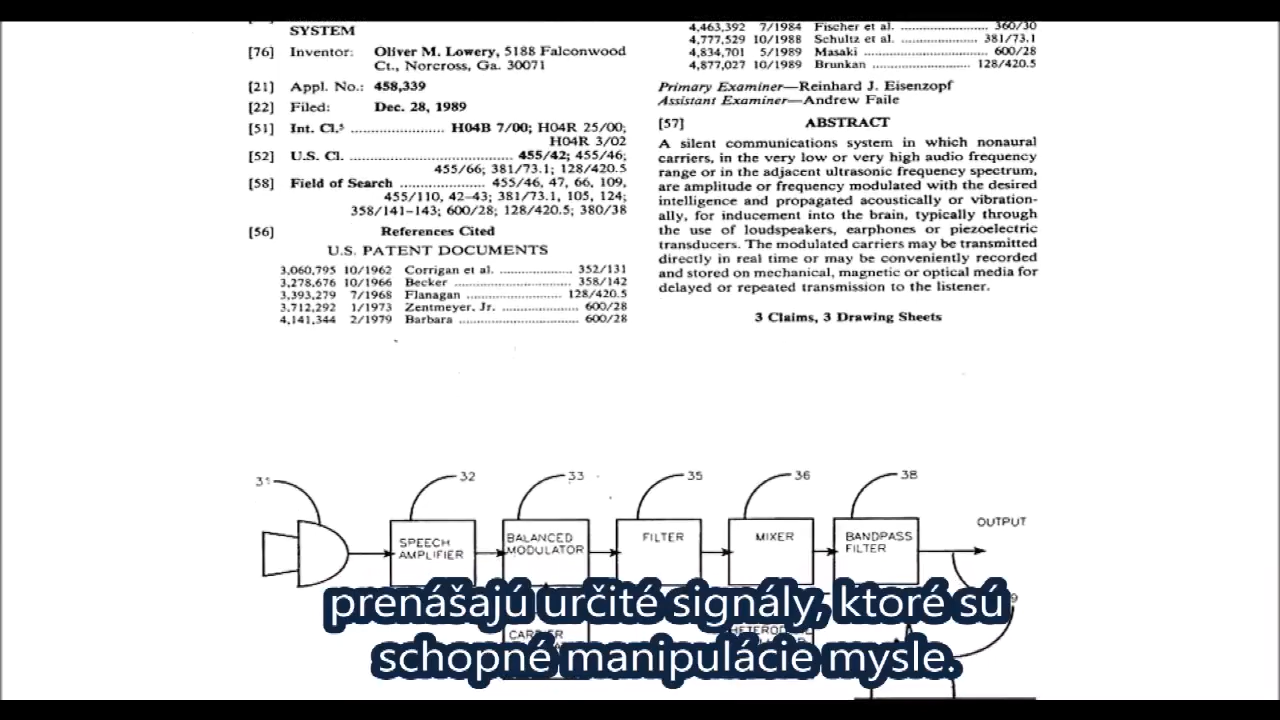 SYSTEM
[76] Inventor: Oliver M. Lowery, 5188 Falconwood
Ct., Norcross, Ga. 30071
[21] Appl. No.: 458,339
[22] Filed: Dec. 28, 1989
[51] Int. Cl.5 ........................ H04B 7/00; H04R 25/00;
H04R 3/02
[52] U.S. Cl. .................................... 455/42; 455/46;
455/66; 381/73.1; 128/420.5
[58] Field of Search .................. 455/46, 47, 66, 109,
455/110, 42-43; 381/73.1, 105, 124;
358/141-143; 600/28; 128/420.5; 380/38
[56] References Cited
U.S. PATENT DOCUMENTS
3,060,795 10/1962 Corrigan et al. .................. 352/131
3,278,676 10/1966 Becker ............................ 358/142
3,393,279 7/1968 Flanagan ........................ 128/420.5
3,712,292 1/1973 Zentmeyer, Jr. ................... 600/28
4,141,344 2/1979 Barbara ............................ 600/28
4,463,392 7/1984 Fischer et al. ..................... 360/30
4,777,529 10/1988 Schultz et al. .................... 381/73.1
4,834,701 5/1989 Masaki ............................ 600/28
4,877,027 10/1989 Brunkan .......................... 128/420.5
Primary Examiner—Reinhard J. Eisenzopf
Assistant Examiner—Andrew Faile
[57] ABSTRACT
A silent communications system in which nonaural
carriers, in the very low or very high audio frequency
range or in the adjacent ultrasonic frequency spectrum,
are amplitude or frequency modulated with the desired
intelligence and propagated acoustically or vibration-
ally, for inducement into the brain, typically through
the use of loudspeakers, earphones or piezoelectric
transducers. The modulated carriers may be transmitted
directly in real time or may be conveniently recorded
and stored on mechanical, magnetic or optical media for
delayed or repeated transmission to the listener.
3 Claims, 3 Drawing Sheets
31
32
33
35
36
38
SPEECH
AMPLIFIER
BALANCED
MODULATOR
FILTER
MIXER
BANDPASS
FILTER
OUTPUT
CARRIER
prenášajú určité signály, ktoré sú
schopné manipulácie mysle.